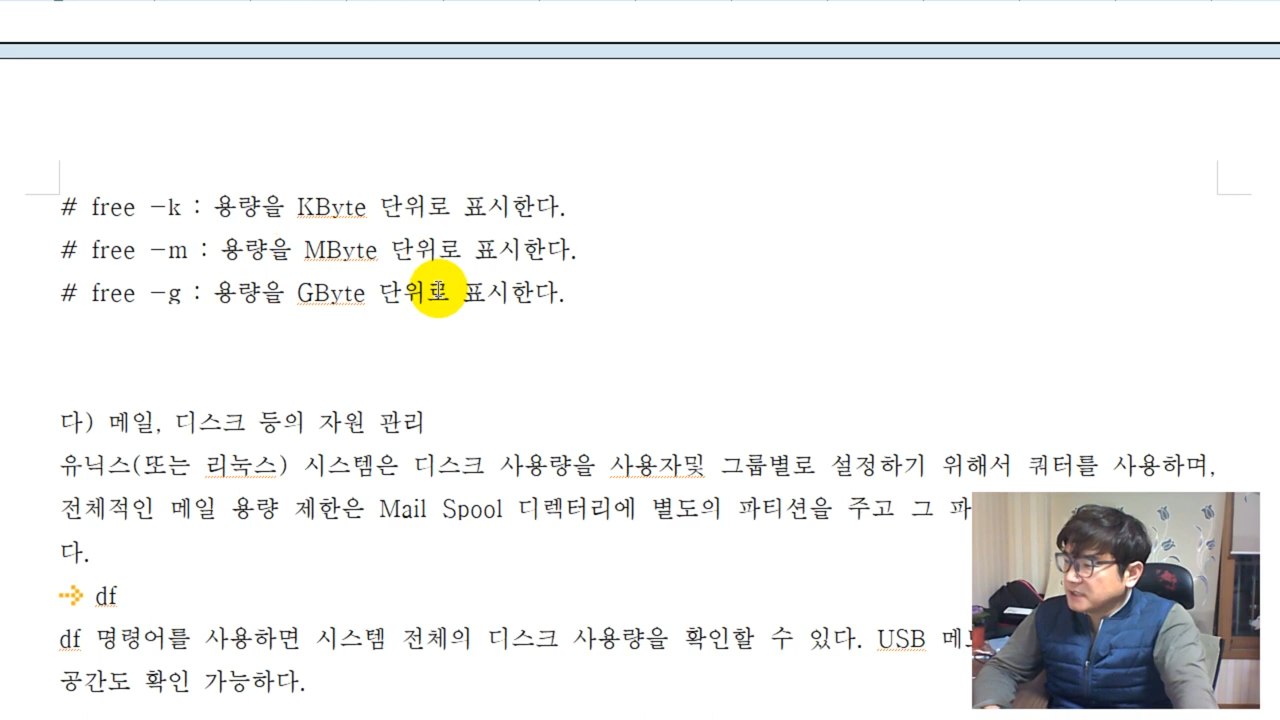 # free -k : 용량을 KByte 단위로 표시한다.
# free -m : 용량을 MByte 단위로 표시한다.
# free -g : 용량을 GByte 단위로 표시한다.
다) 메일, 디스크 등의 자원 관리
유닉스(또는 리눅스) 시스템은 디스크 사용량을 사용자및 그룹별로 설정하기 위해서 쿼터를 사용하며,
전체적인 메일 용량 제한은 Mail Spool 디렉터리에 별도의 파티션을 주고 그 파
다.
df
df 명령어를 사용하면 시스템 전체의 디스크 사용량을 확인할 수 있다. USB
공간도 확인 가능하다.